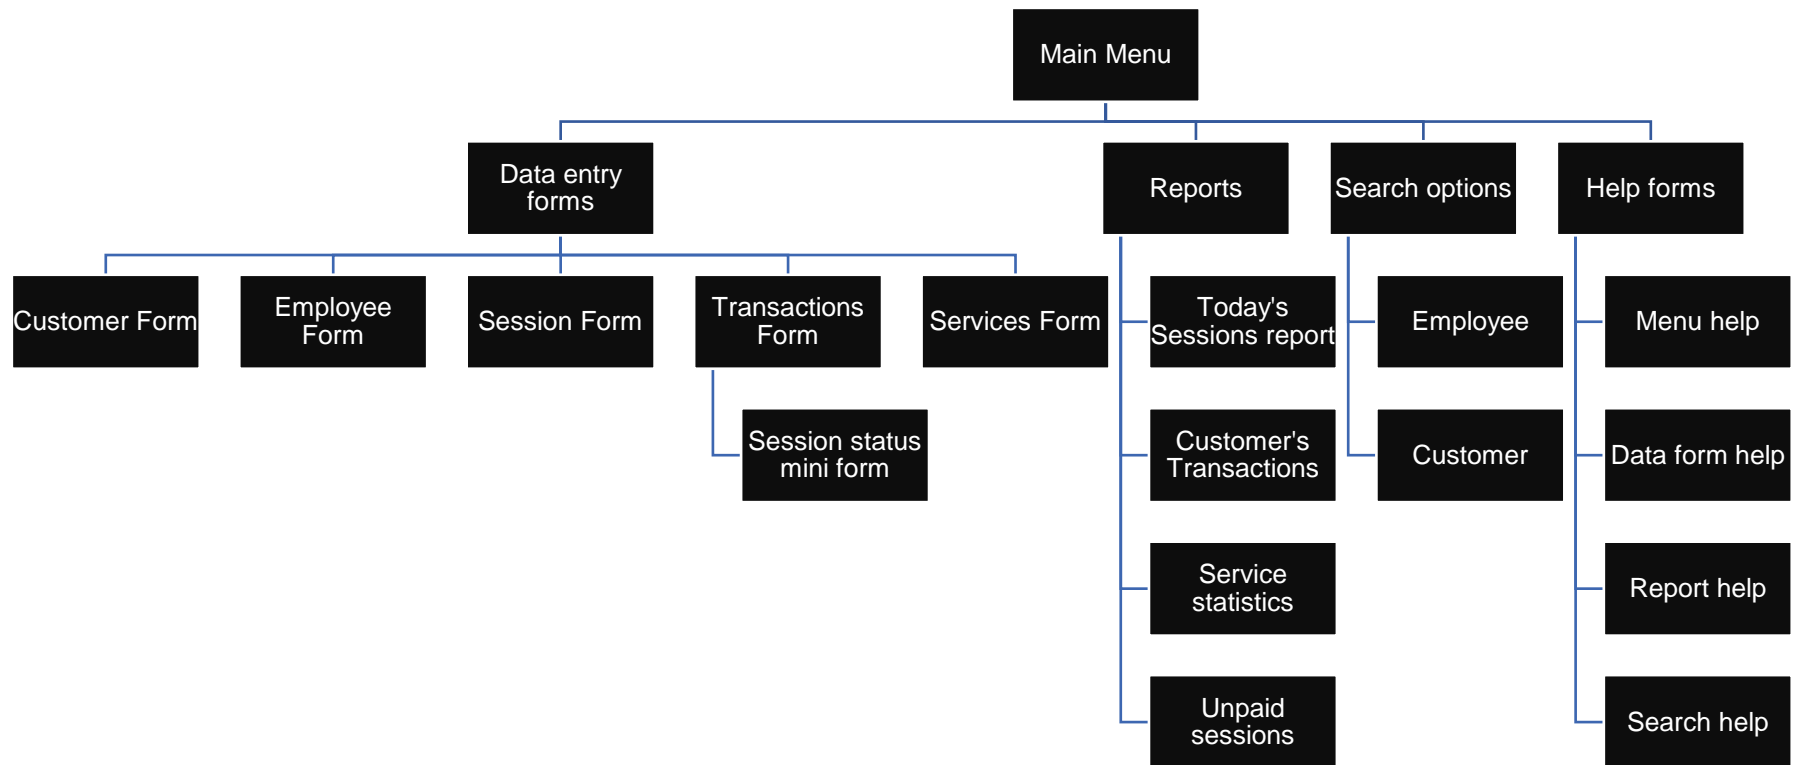 Main Menu
Data entry
forms
Reports
Search options
Help forms
Customer Form
Employee
Form
Session Form
Transactions
Form
Services Form
Today's
Sessions report
Employee
Menu help
Session status
mini form
Customer's
Transactions
Customer
Data form help
Service
statistics
Report help
Unpaid
sessions
Search help